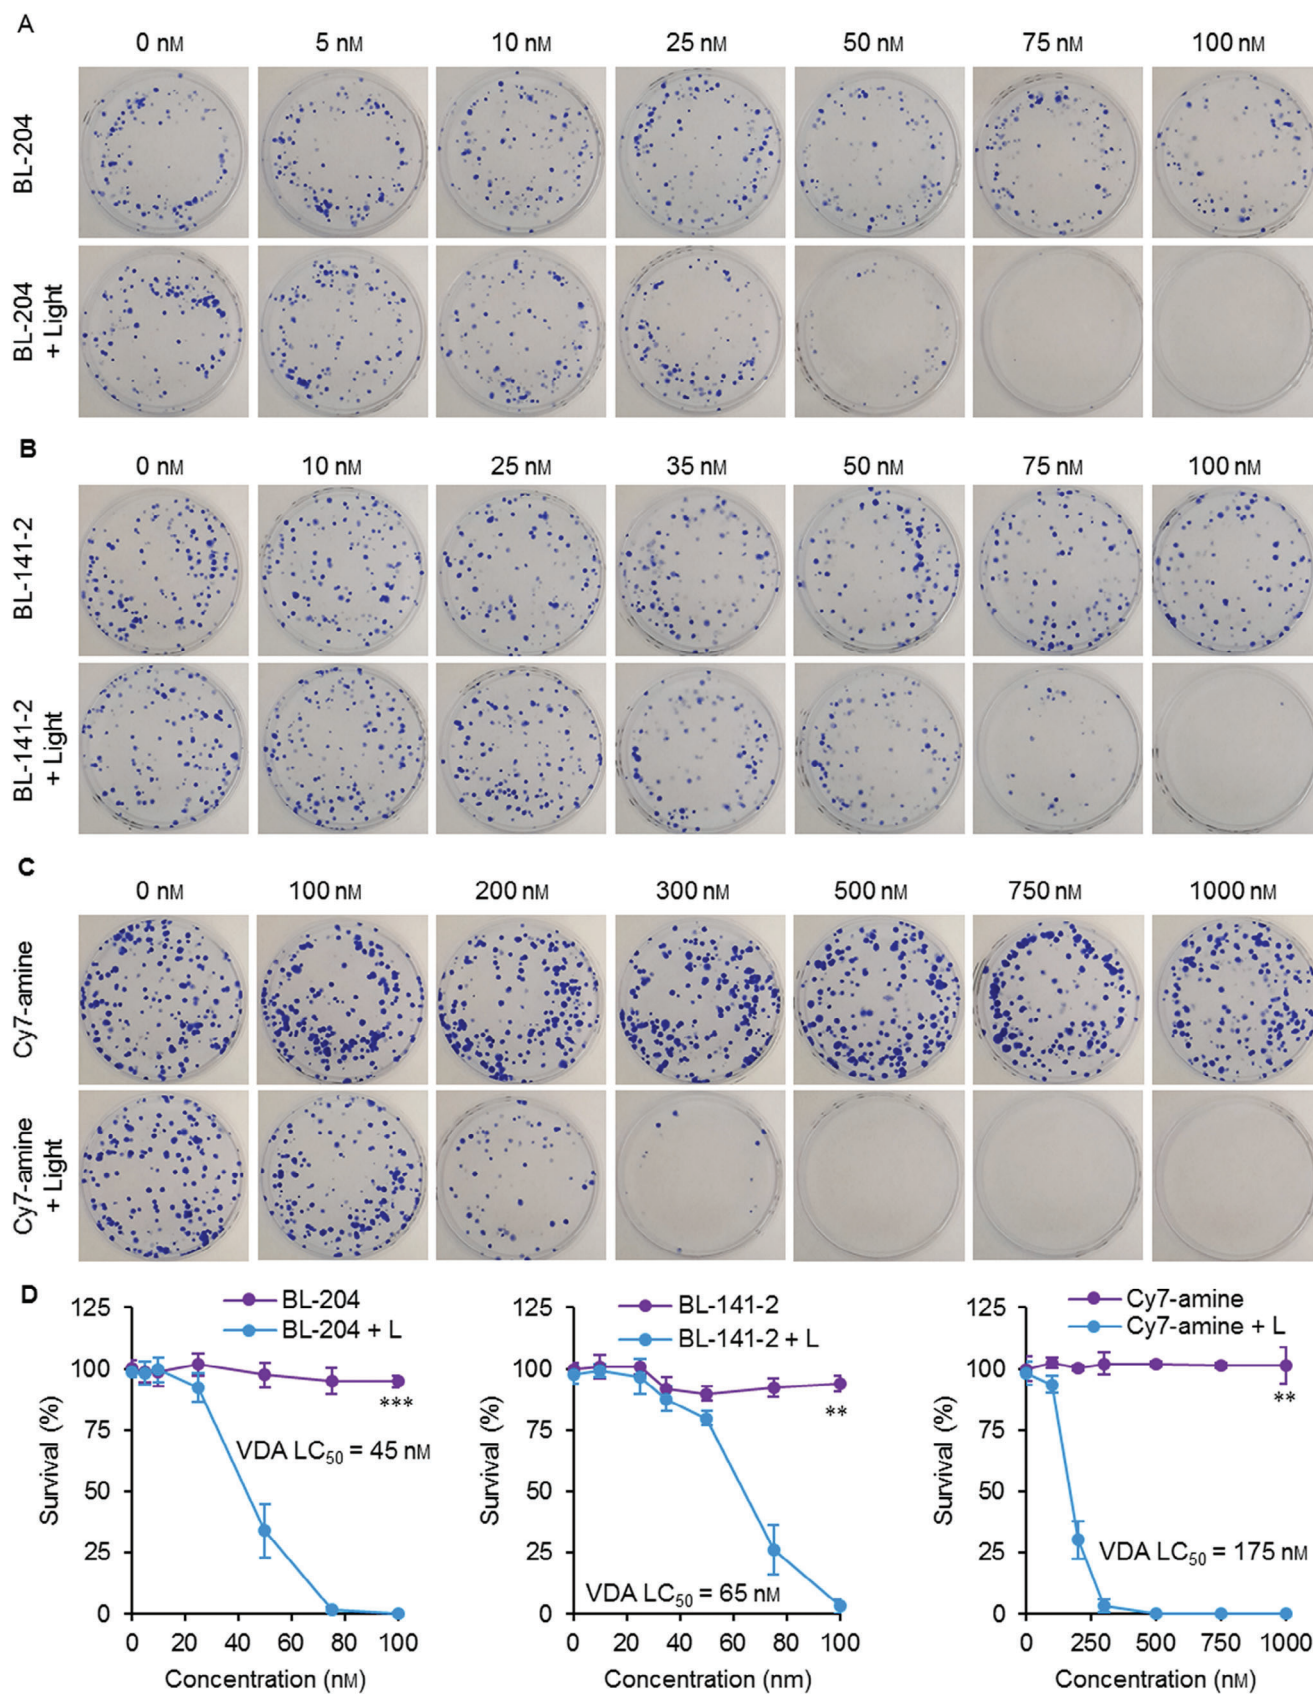 A
0 nM 5 nM 10 nM 25 nM 50 nM 75 nM 100 nM
BL-204
BL-204
+ Light
B
0 nM 10 nM 25 nM 35 nM 50 nM 75 nM 100 nM
BL-141-2
BL-141-2
+ Light
C
0 nM 100 nM 200 nM 300 nM 500 nM 750 nM 1000 nM
Cy7-amine
Cy7-amine
+ Light
D
BL-204
BL-204 + L
125
100
75
50
25
0
Survival (%)
***
VDA LC50 = 45 nM
0 20 40 60 80 100
Concentration (nM)
BL-141-2
BL-141-2 + L
125
100
75
50
25
0
Survival (%)
**
VDA LC50 = 65 nM
0 20 40 60 80 100
Concentration (nm)
Cy7-amine
Cy7-amine + L
125
100
75
50
25
0
Survival (%)
**
VDA LC50 = 175 nM
0 250 500 750 1000
Concentration (nM)